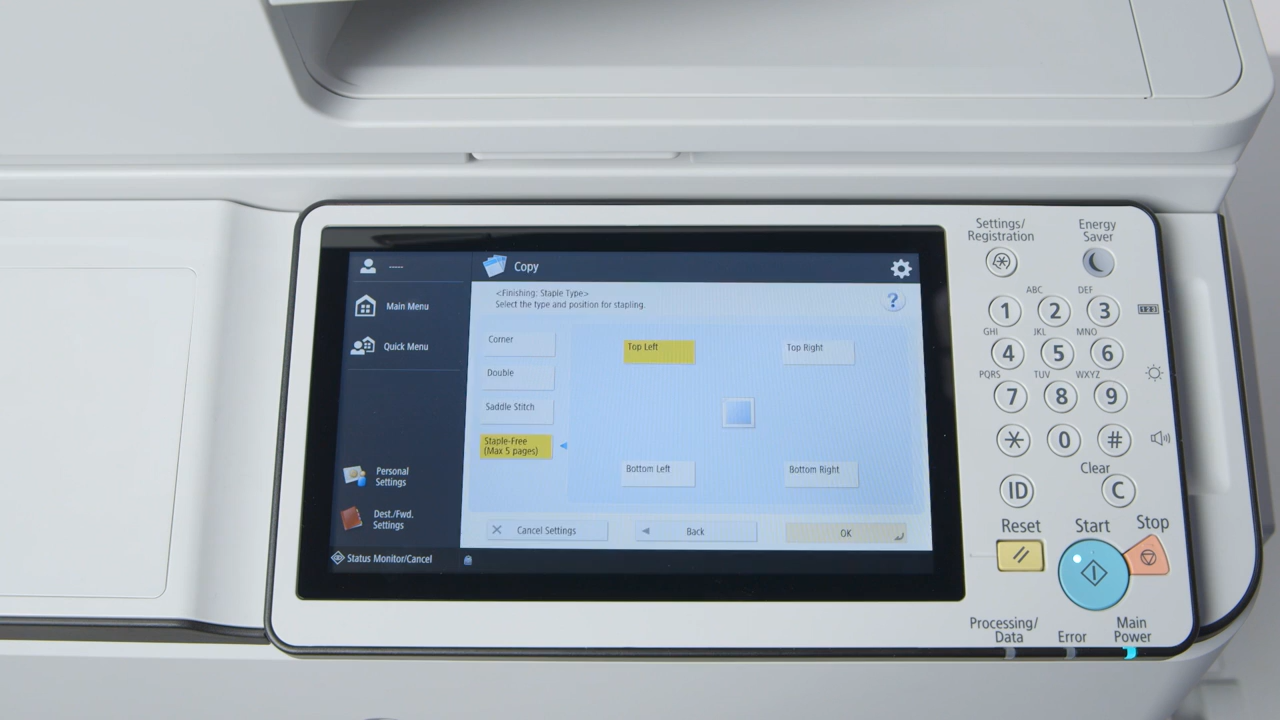 -----
Main Menu
Quick Menu
Personal
Settings
Dest./Fwd.
Settings
Status Monitor/Cancel
Copy
<Finishing: Staple Type>
Select the type and position for stapling.
?
Corner
Double
Saddle Stitch
Staple-Free
(Max 5 pages)
Top Left
Top Right
Bottom Left
Bottom Right
Cancel Settings
Back
OK
Settings/
Registration
Energy
Saver
ABC DEF
1 2 3
GHI JKL MNO
4 5 6
PQRS TUV WXYZ
7 8 9
* 0 #
Clear
ID C
Reset Start Stop
Processing/
Data
Error
Main
Power